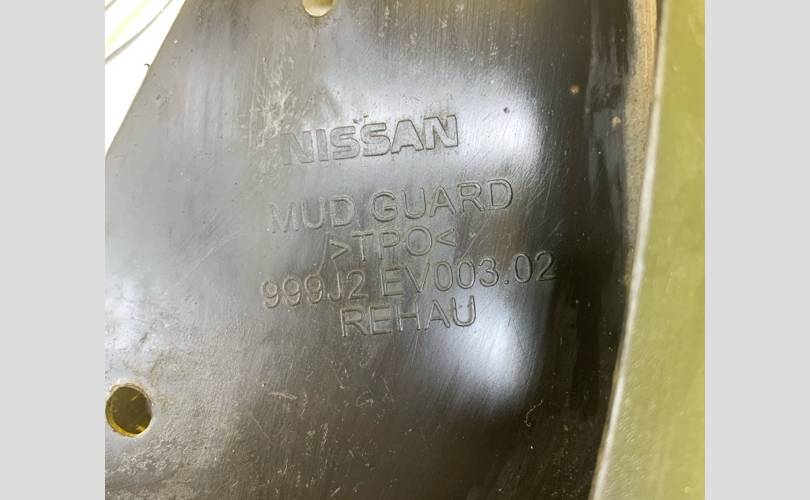 NISSAN
MUD GUARD
>TPO<
999J2 EV003.02
REHAU